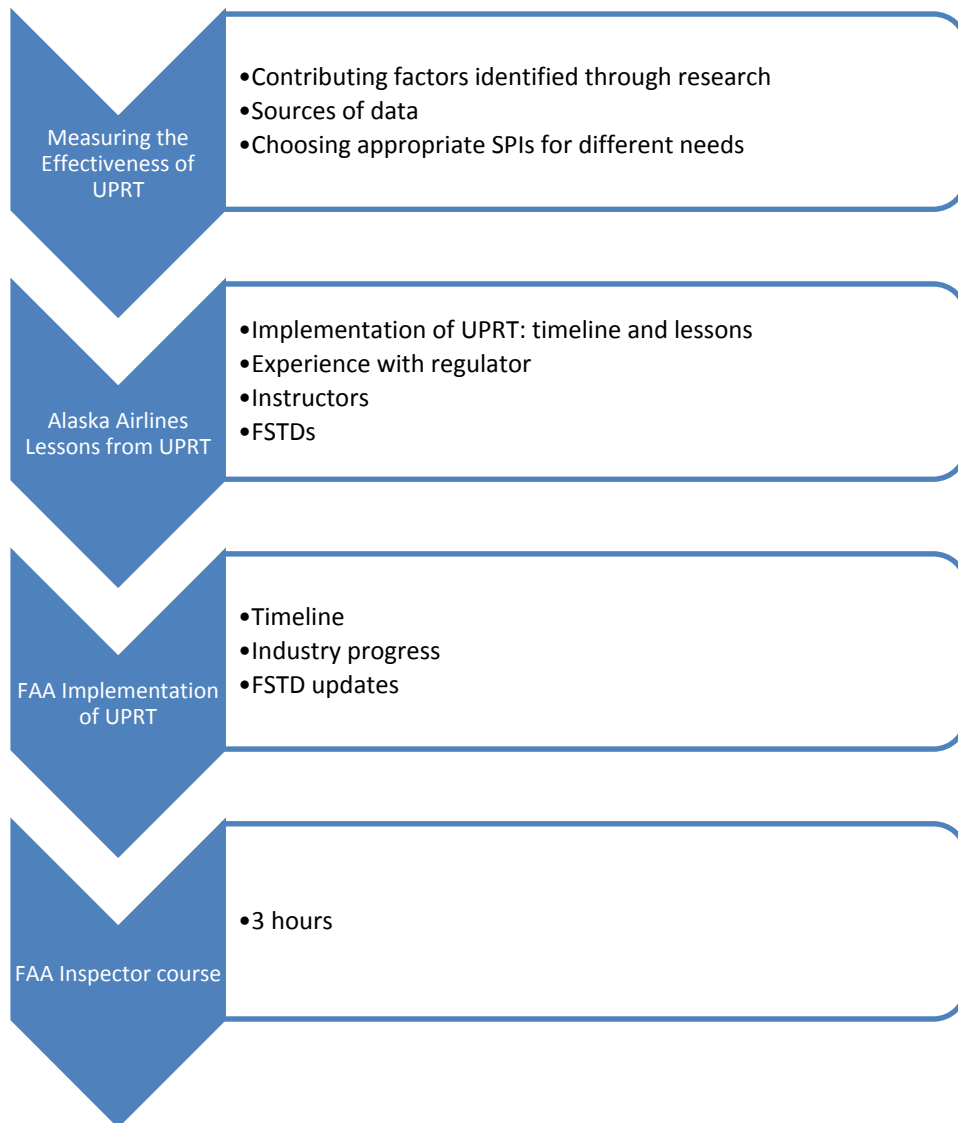 Measuring the
Effectiveness of
UPRT
•Contributing factors identified through research
•Sources of data
•Choosing appropriate SPIs for different needs
Alaska Airlines
Lessons from UPRT
•Implementation of UPRT: timeline and lessons
•Experience with regulator
•Instructors
•FSTDs
FAA Implementation
of UPRT
•Timeline
•Industry progress
•FSTD updates
FAA Inspector course
•3 hours